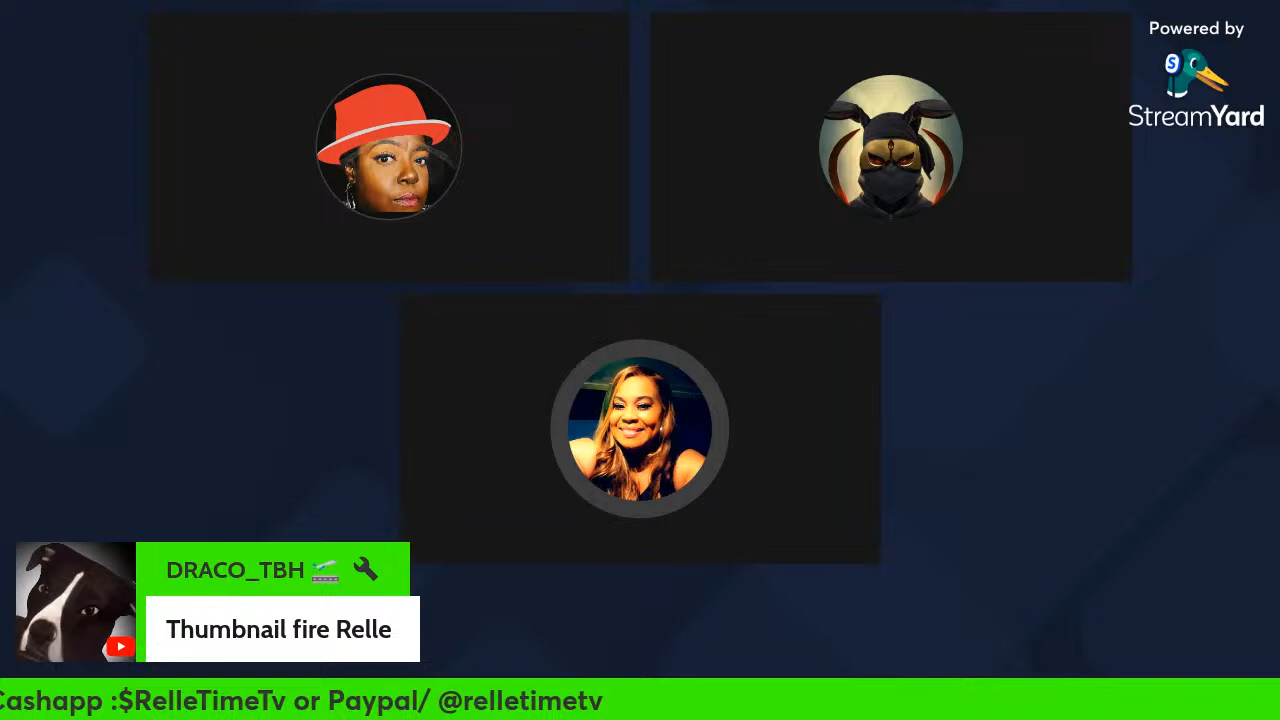 Powered by
StreamYard
DRACO_TBH
Thumbnail fire Relle
Cashapp :$RelleTimeTv or Paypal/ @relletimetv